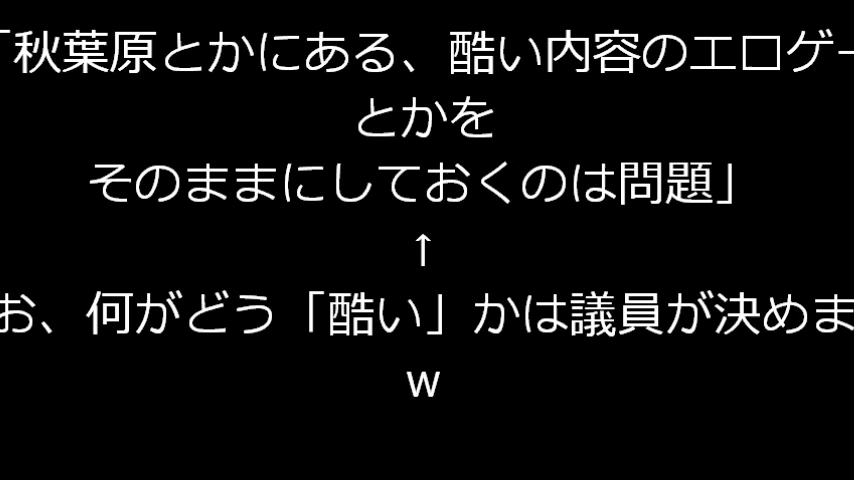 「秋葉原とかにある、酷い内容のエロゲー
とかを
そのままにしておくのは問題」
↑
お、何がどう「酷い」かは議員が決めま
w